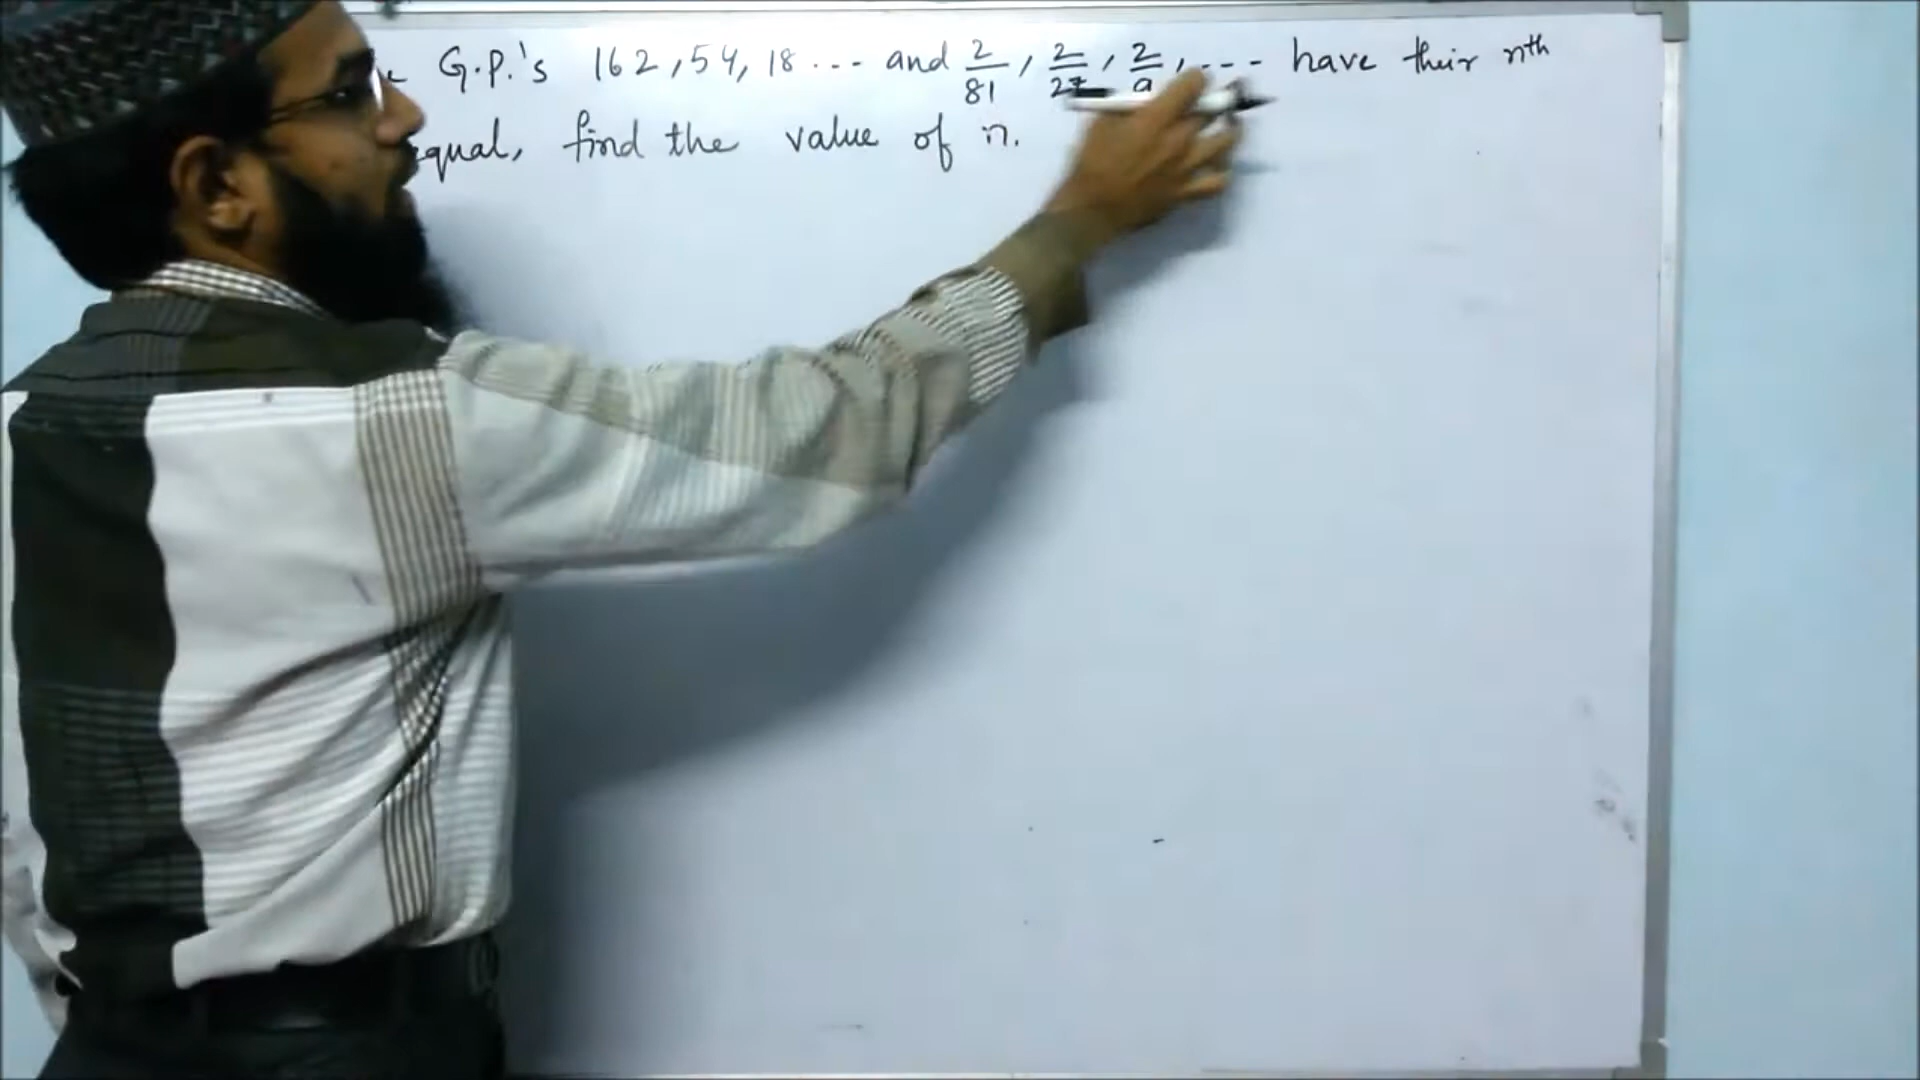 G.P.'s 162, 54, 18 ... and 2/81, 2/27, 2/9, --- have their nth
equal, find the value of n.